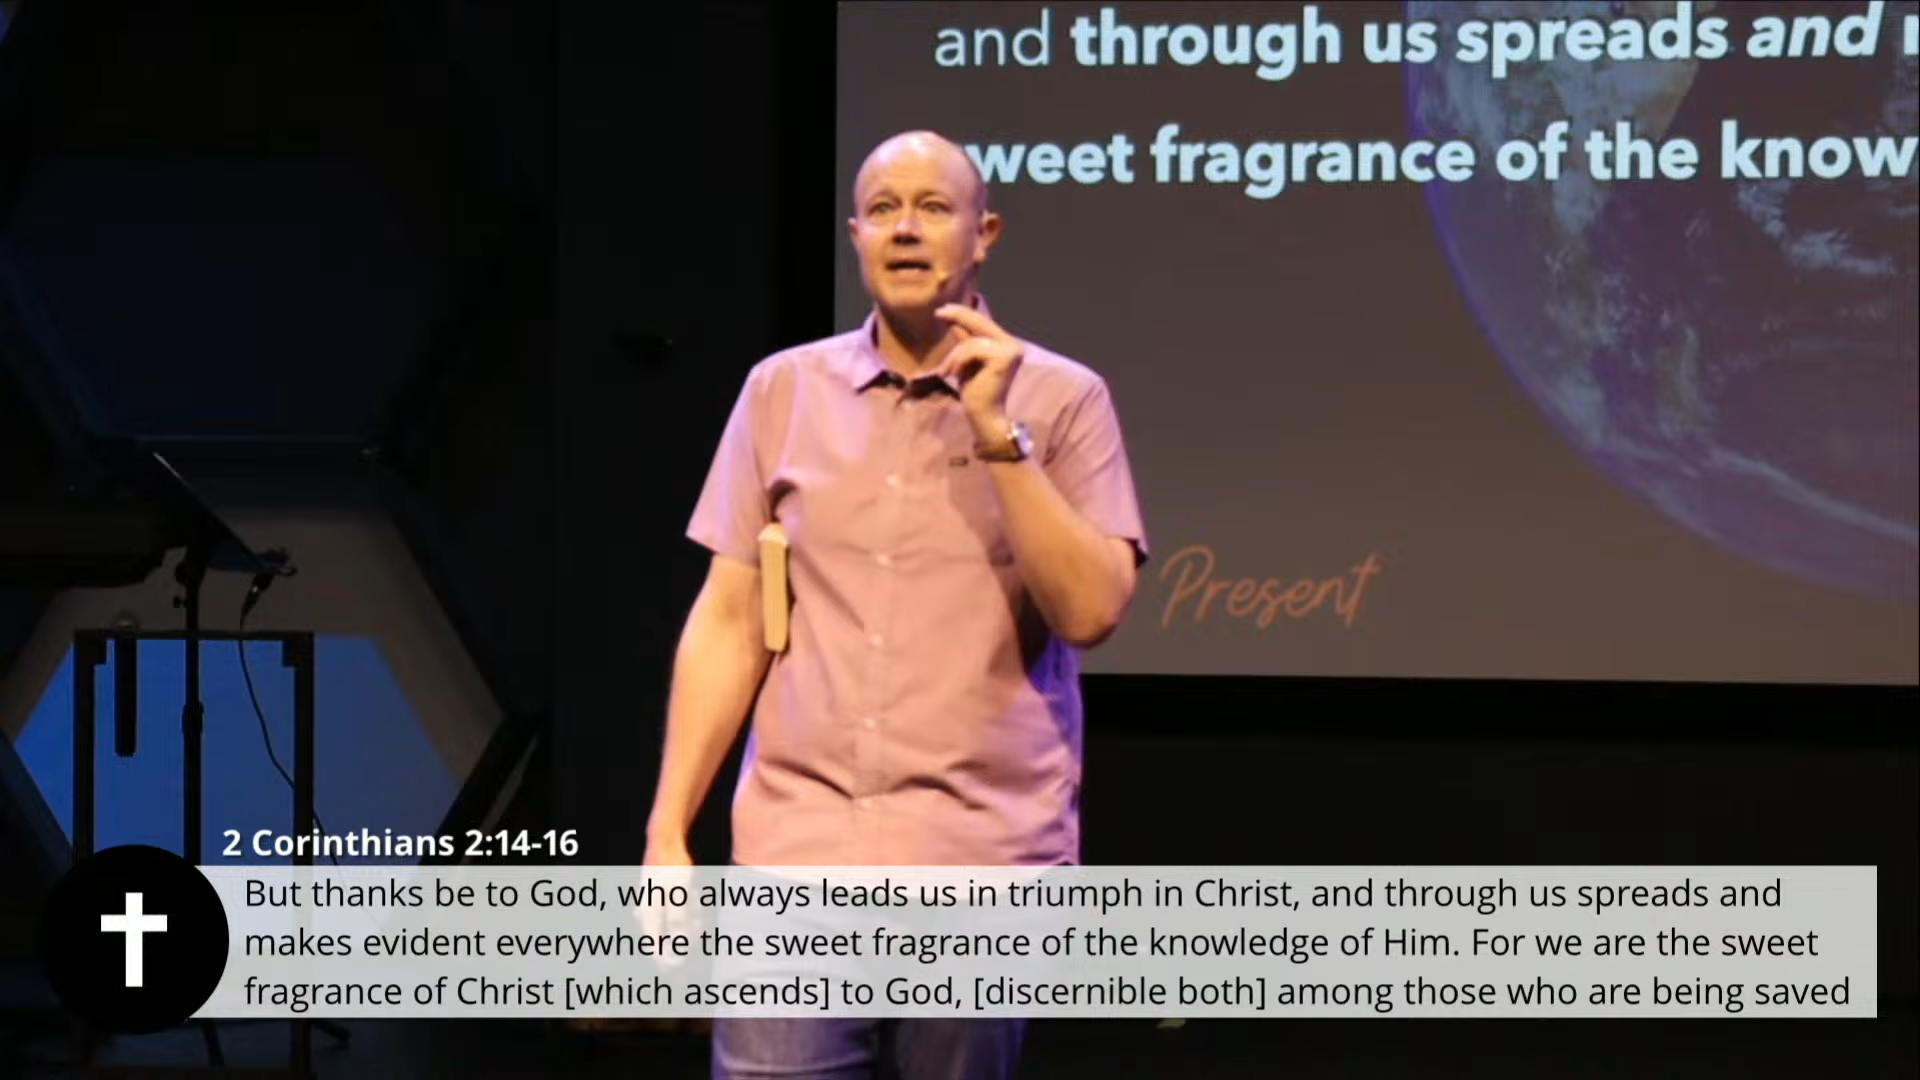 and through us spreads and
weet fragrance of the know
Present
2 Corinthians 2:14-16
But thanks be to God, who always leads us in triumph in Christ, and through us spreads and
makes evident everywhere the sweet fragrance of the knowledge of Him. For we are the sweet
fragrance of Christ [which ascends] to God, [discernible both] among those who are being saved